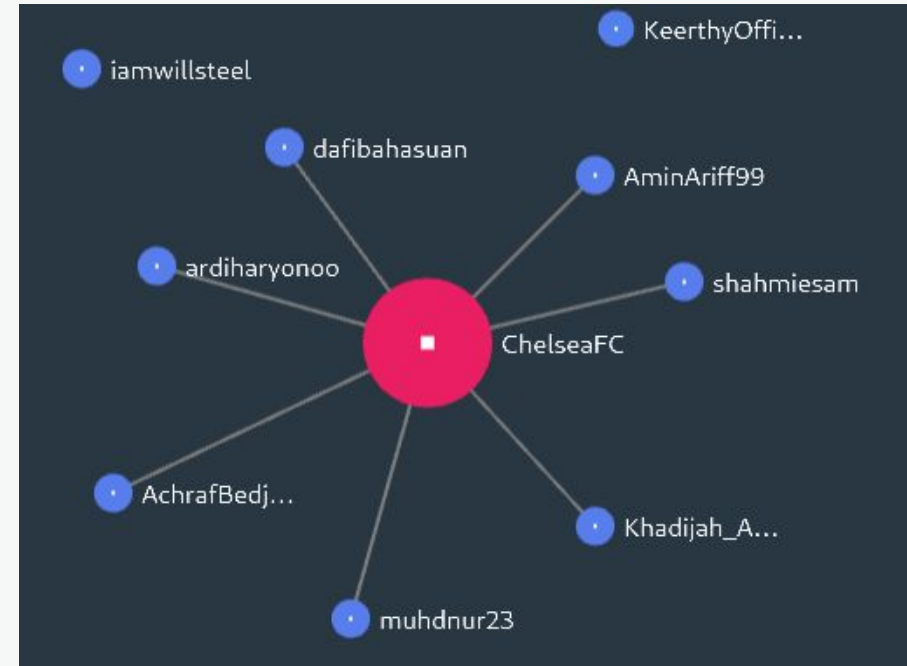 KeerthyOffi...
iamwillsteel
dafibahasuan
AminAriff99
ardiharyonoo
shahmiesam
ChelseaFC
AchrafBedj...
Khadijah_A...
muhdnur23